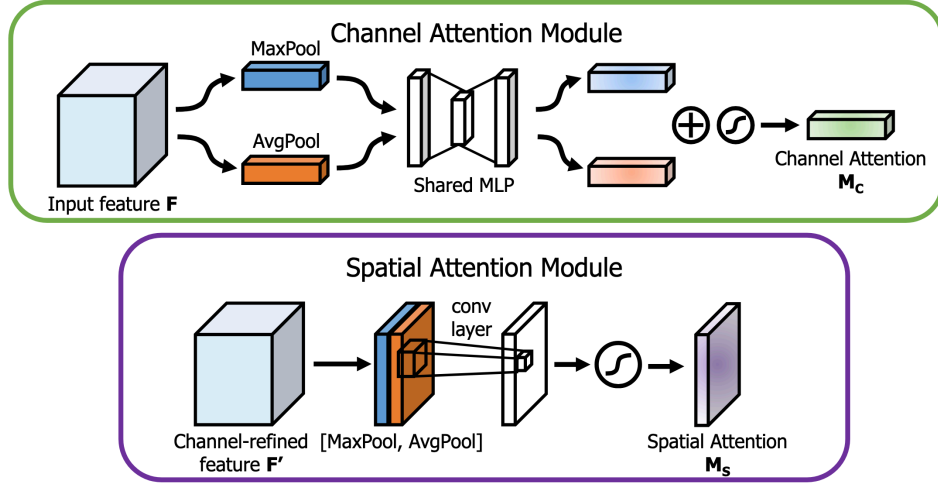 Channel Attention Module
MaxPool
AvgPool
Shared MLP
Input feature F
Channel Attention
Mc
Spatial Attention Module
conv
layer
Channel-refined
feature F'
[MaxPool, AvgPool]
Spatial Attention
Ms